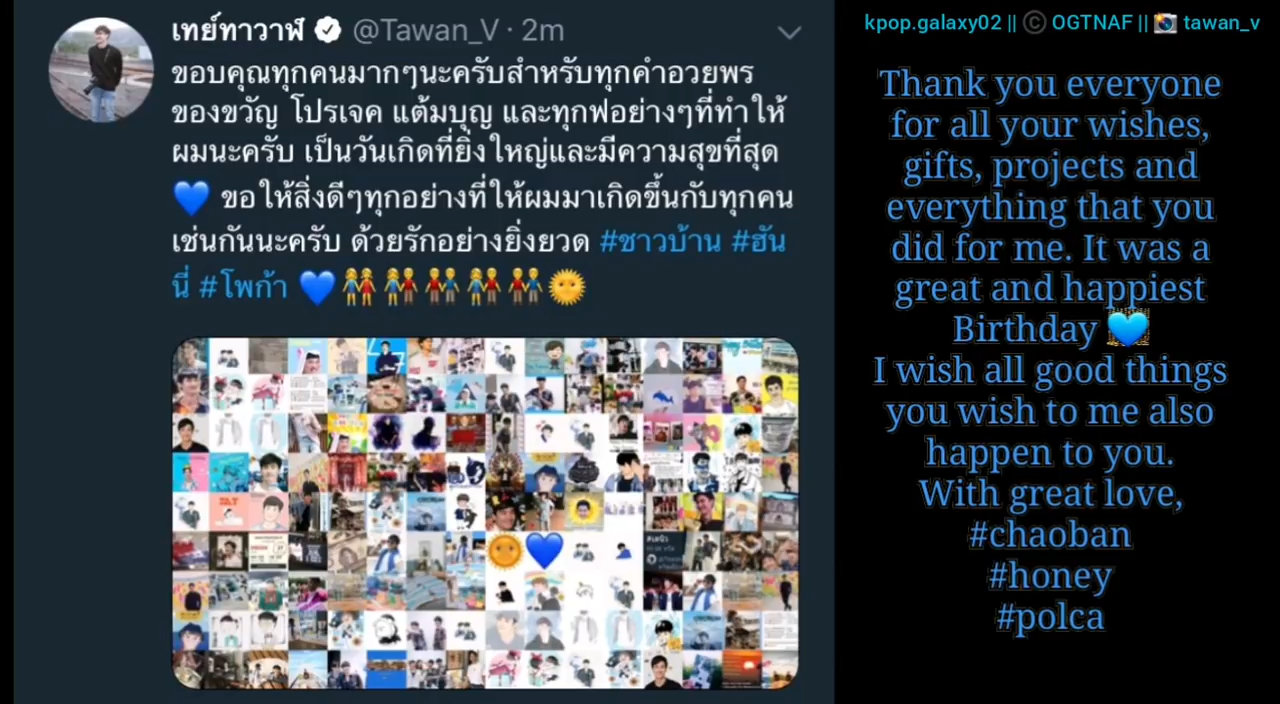 เทย์ทาวาฬ @Tawan_V · 2m
ขอบคุณทุกคนมากๆนะครับสำหรับทุกคำอวยพร
ของขวัญ โปรเจค แต้มบุญ และทุกฟอย่างๆที่ทำให้
ผมนะครับ เป็นวันเกิดที่ยิ่งใหญ่และมีความสุขที่สุด
💙 ขอให้สิ่งดีๆทุกอย่างที่ให้ผมมาเกิดขึ้นกับทุกคน
เช่นกันนะครับ ด้วยรักอย่างยิ่งยวด #ชาวบ้าน #ฮัน
นี่ #โพก้า 💙👭👫👬👫👬🌞
kpop.galaxy02 || © OGTNAF || 📸 tawan_v
Thank you everyone
for all your wishes,
gifts, projects and
everything that you
did for me. It was a
great and happiest
Birthday 💙
I wish all good things
you wish to me also
happen to you.
With great love,
#chaoban
#honey
#polca